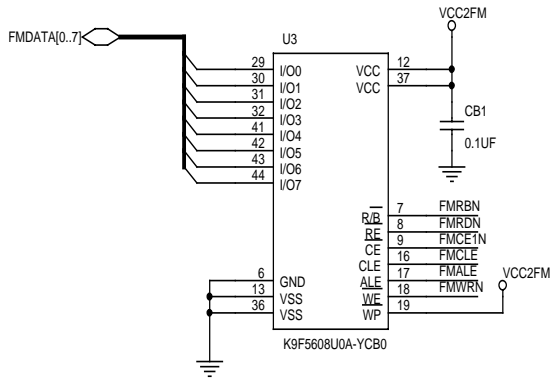 VCC2FM
FMDATA[0..7]
U3
29 I/O0
30 I/O1
31 I/O2
32 I/O3
41 I/O4
42 I/O5
43 I/O6
44 I/O7
VCC 12
VCC 37
CB1
0.1UF
R/B 7 FMRBN
RE 8 FMRDN
CE 9 FMCE1N
CLE 16 FMCLE
ALE 17 FMALE
WE 18 FMWRN
WP 19
VCC2FM
6 GND
13 VSS
36 VSS
K9F5608U0A-YCB0